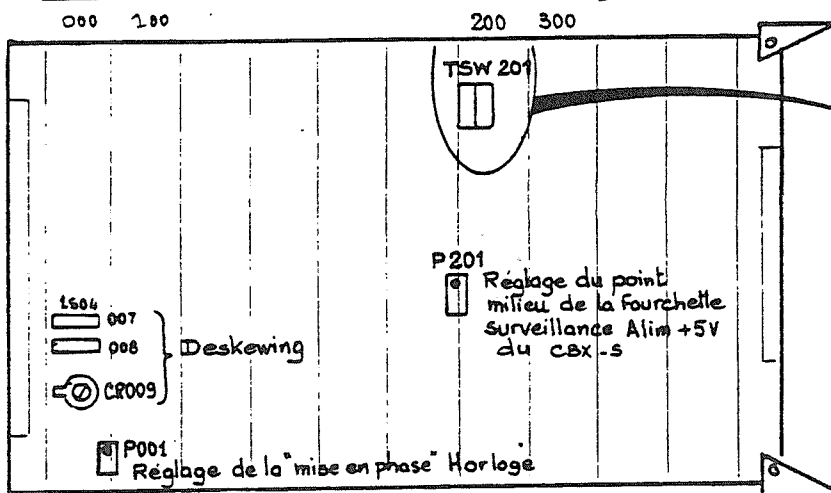 000 100 200 300
TSW 201
P201
Réglage du point
milieu de la fourchette
surveillance Alim +5V
du CBX-S
LS04
007
008
Deskewing
CR009
P001
Réglage de la "mise en phase" Horloge